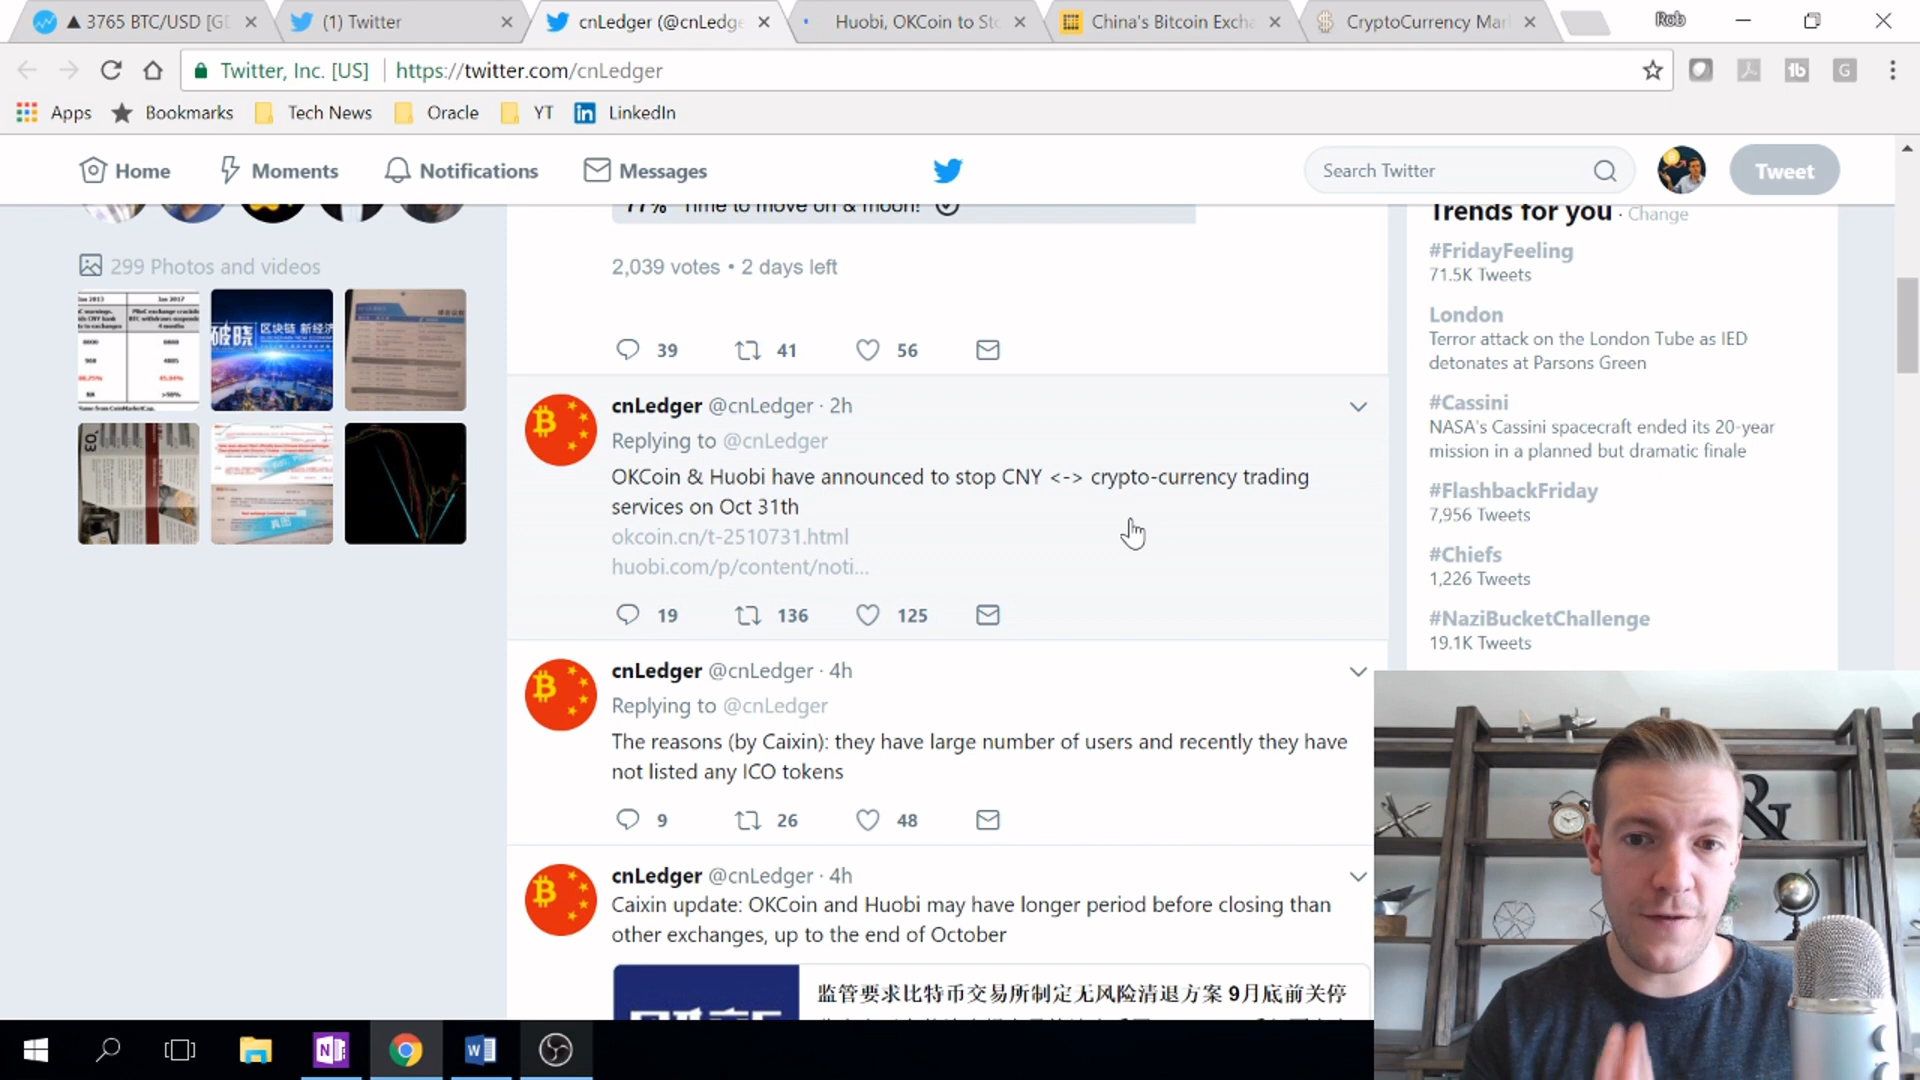 ▲ 3765 BTC/USD [GD
(1) Twitter
cnLedger (@cnLedge
Huobi, OKCoin to Sto
China's Bitcoin Excha
CryptoCurrency Mar
Rob
Twitter, Inc. [US]
https://twitter.com/cnLedger
Apps
Bookmarks
Tech News
Oracle
YT
LinkedIn
Home
Moments
Notifications
Messages
Search Twitter
Tweet
299 Photos and videos
77% Time to move on & moon!
2,039 votes • 2 days left
39 41 56
cnLedger @cnLedger · 2h
Replying to @cnLedger
OKCoin & Huobi have announced to stop CNY <-> crypto-currency trading
services on Oct 31th
okcoin.cn/t-2510731.html
huobi.com/p/content/noti...
19 136 125
cnLedger @cnLedger · 4h
Replying to @cnLedger
The reasons (by Caixin): they have large number of users and recently they have
not listed any ICO tokens
9 26 48
cnLedger @cnLedger · 4h
Caixin update: OKCoin and Huobi may have longer period before closing than
other exchanges, up to the end of October
监管要求比特币交易所制定无风险清退方案 9月底前关停
Trends for you · Change
#FridayFeeling
71.5K Tweets
London
Terror attack on the London Tube as IED
detonates at Parsons Green
#Cassini
NASA's Cassini spacecraft ended its 20-year
mission in a planned but dramatic finale
#FlashbackFriday
7,956 Tweets
#Chiefs
1,226 Tweets
#NaziBucketChallenge
19.1K Tweets